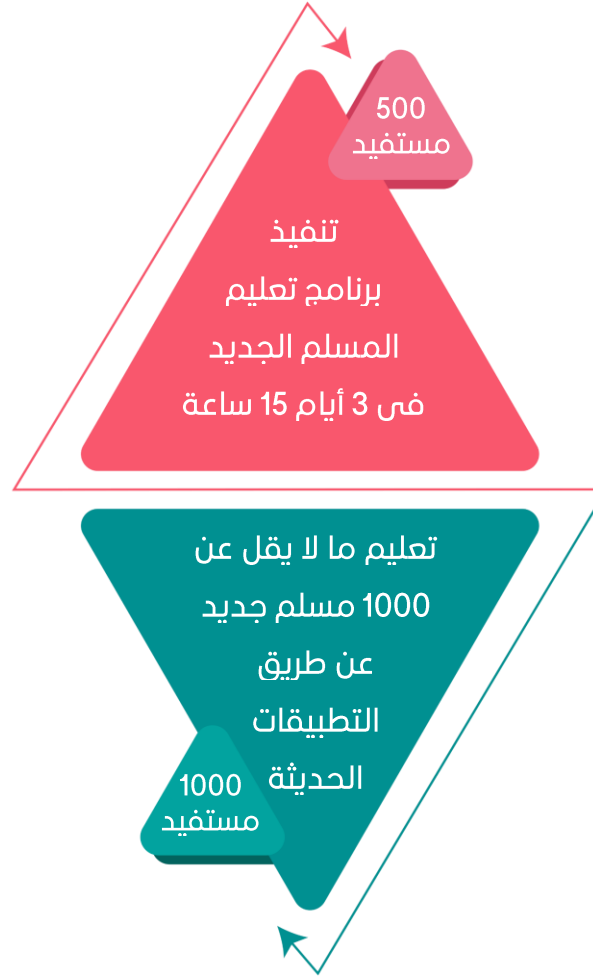 500
مستفيد
تنفيذ
برنامج تعليم
المسلم الجديد
فى 3 أيام 15 ساعة
تعليم ما لا يقل عن
1000 مسلم جديد
عن طريق
التطبيقات
الحديثة
1000
مستفيد